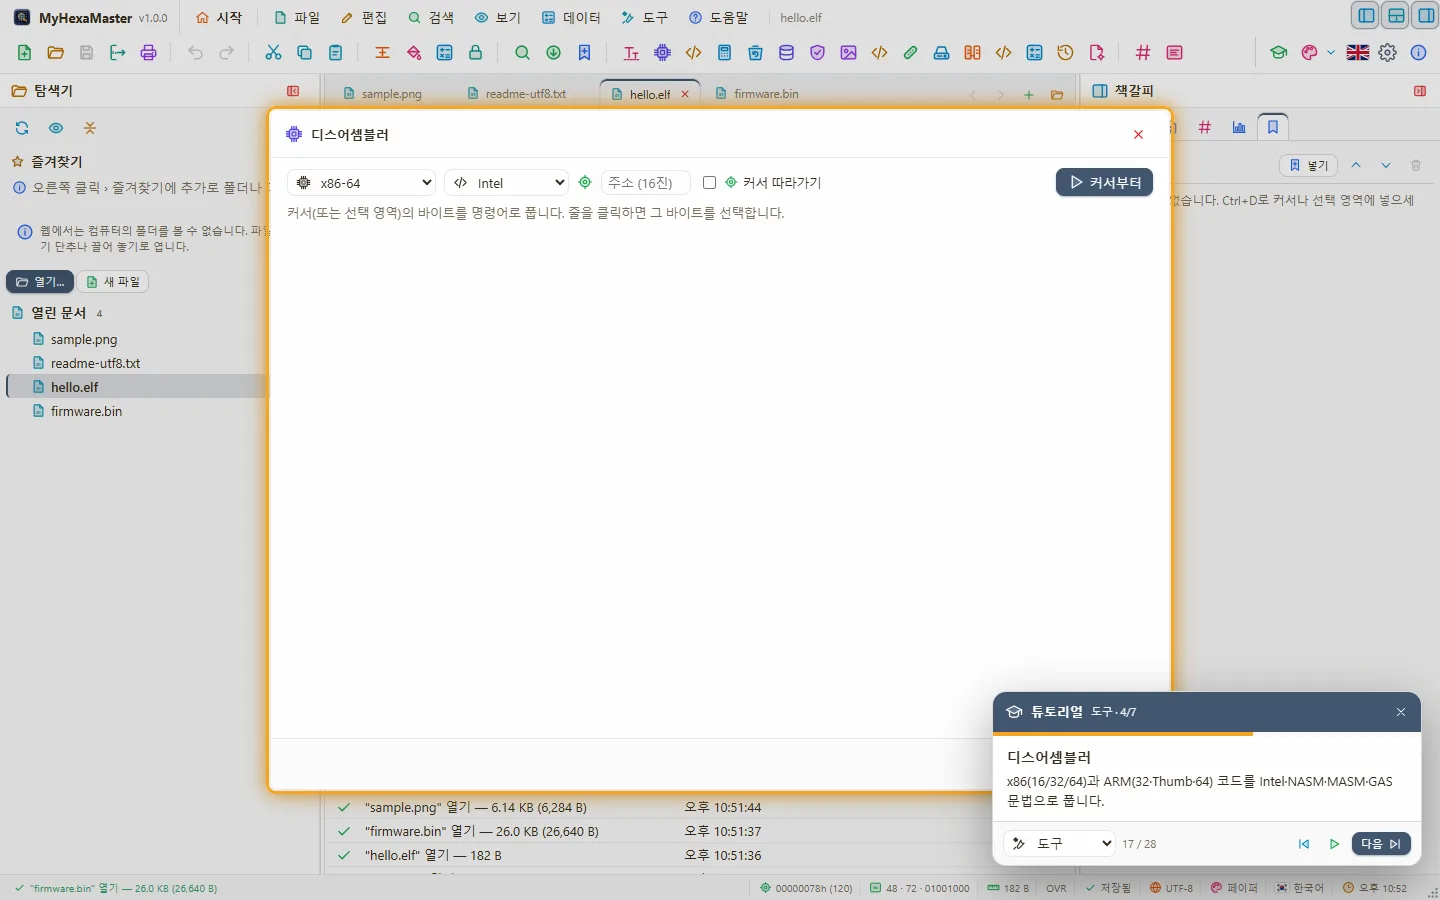 MyHexaMaster v1.0.0 시작 파일 편집 검색 보기 데이터 도구 도움말 hello.elf
탐색기
sample.png readme-utf8.txt hello.elf firmware.bin
책갈피
디스어셈블러
즐겨찾기
오른쪽 클릭 › 즐겨찾기에 추가로 폴더나
넣기
x86-64 Intel 주소 (16진) 커서 따라가기 커서부터
없습니다. Ctrl+D로 커서나 선택 영역에 넣으세
커서(또는 선택 영역)의 바이트를 명령어로 풉니다. 줄을 클릭하면 그 바이트를 선택합니다.
웹에서는 컴퓨터의 폴더를 볼 수 없습니다. 파일
기 단추나 끌어 놓기로 엽니다.
열기... 새 파일
열린 문서 4
sample.png
readme-utf8.txt
hello.elf
firmware.bin
튜토리얼 도구 · 4/7
디스어셈블러
x86(16/32/64)과 ARM(32·Thumb·64) 코드를 Intel·NASM·MASM·GAS
문법으로 풉니다.
도구 17 / 28 다음
"sample.png" 열기 — 6.14 KB (6,284 B) 오후 10:51:44
"firmware.bin" 열기 — 26.0 KB (26,640 B) 오후 10:51:37
"hello.elf" 열기 — 182 B 오후 10:51:36
"firmware.bin" 열기 — 26.0 KB (26,640 B) 00000078h (120) 48 · 72 · 01001000 182 B OVR 저장됨 UTF-8 페이퍼 한국어 오후 10:52